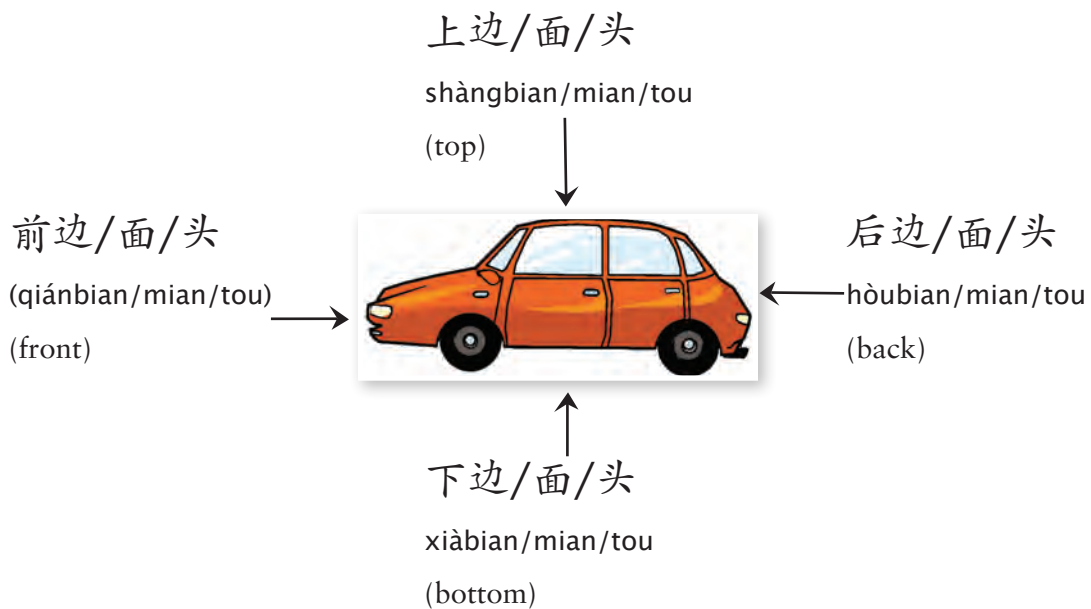 上边/面/头
shàngbian/mian/tou
(top)
前边/面/头
(qiánbian/mian/tou)
(front)
后边/面/头
hòubian/mian/tou
(back)
下边/面/头
xiàbian/mian/tou
(bottom)